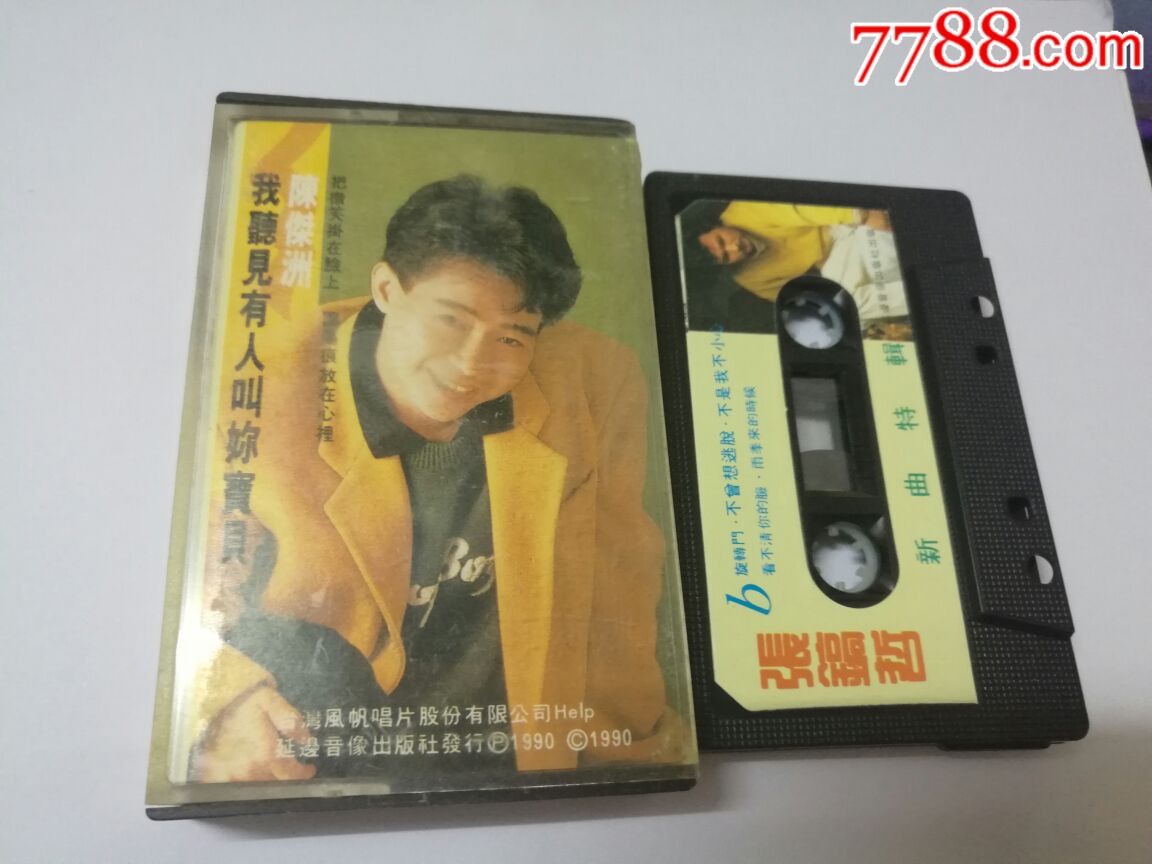 7788.com
陳傑洲
我聽見有人叫妳寶貝
把微笑掛在臉上
痕放在心裡
台灣風帆唱片股份有限公司Help
延邊音像出版社發行Ⓟ1990 ©1990
新曲特輯
b
旋轉門·不曾想逃脫·不是我不小心
看不清你的臉·雨季來的時候
張鎬哲